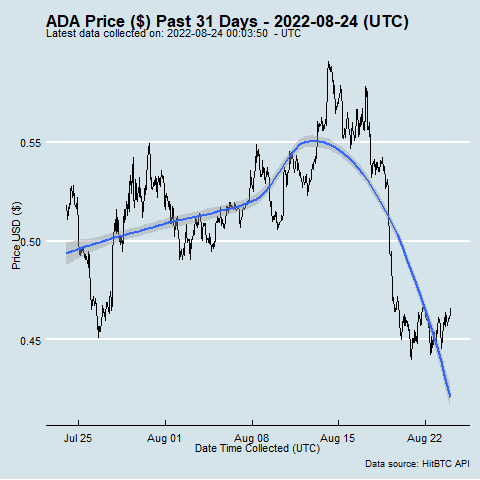 ADA Price ($) Past 31 Days - 2022-08-24 (UTC)
Latest data collected on: 2022-08-24 00:03:50 - UTC
0.55
0.50
0.45
Price USD ($)
Jul 25
Aug 01
Aug 08
Aug 15
Aug 22
Date Time Collected (UTC)
Data source: HitBTC API